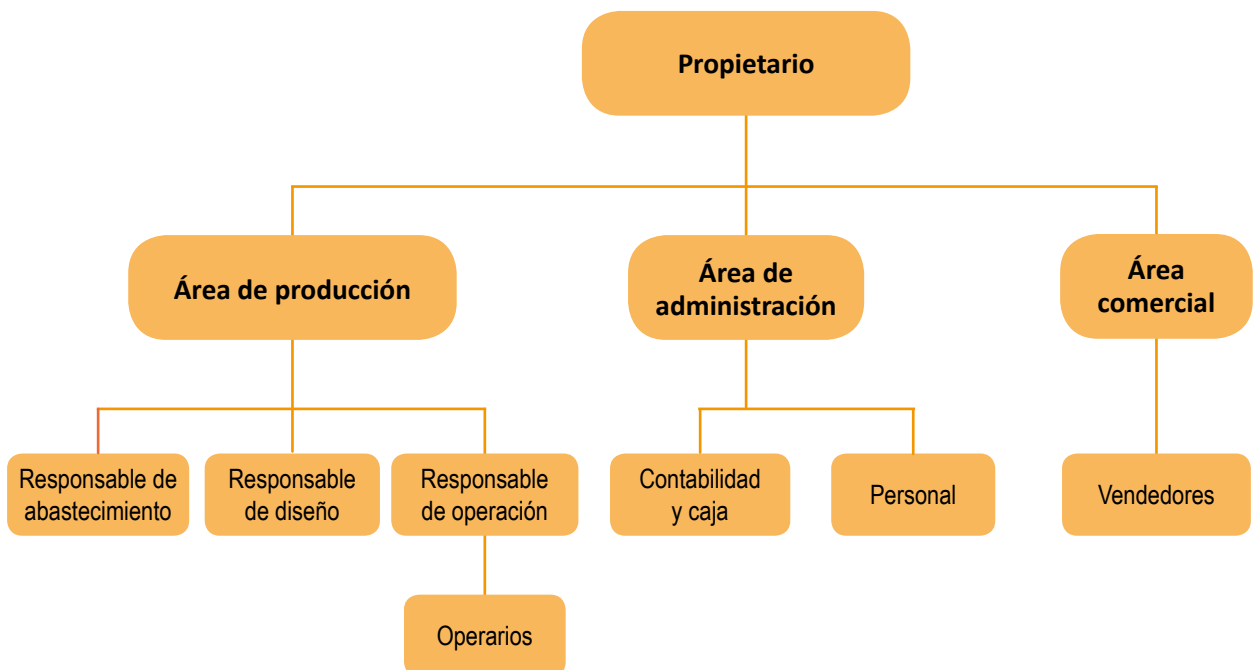 Propietario
Área de producción
Área de
administración
Área
comercial
Responsable de
abastecimiento
Responsable
de diseño
Responsable
de operación
Contabilidad
y caja
Personal
Vendedores
Operarios